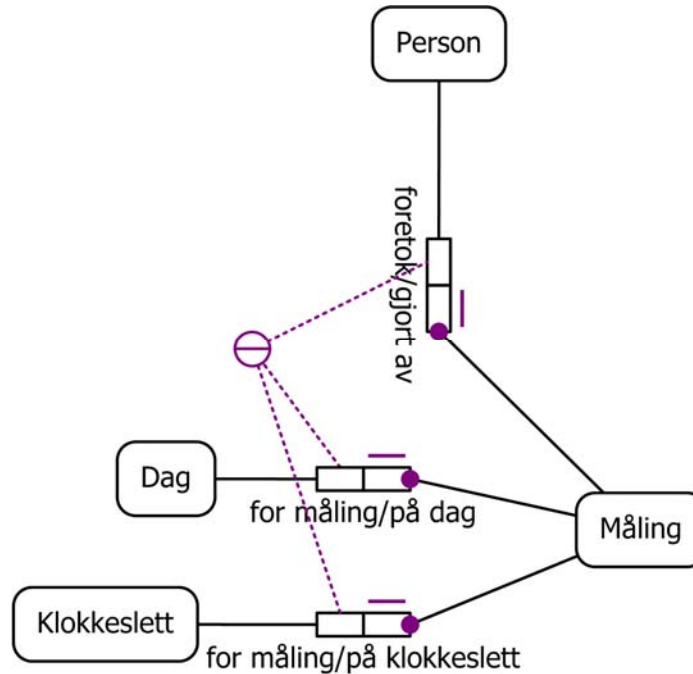 Person
foretok/gjort av
Dag
for måling/på dag
Måling
Klokkeslett
for måling/på klokkeslett